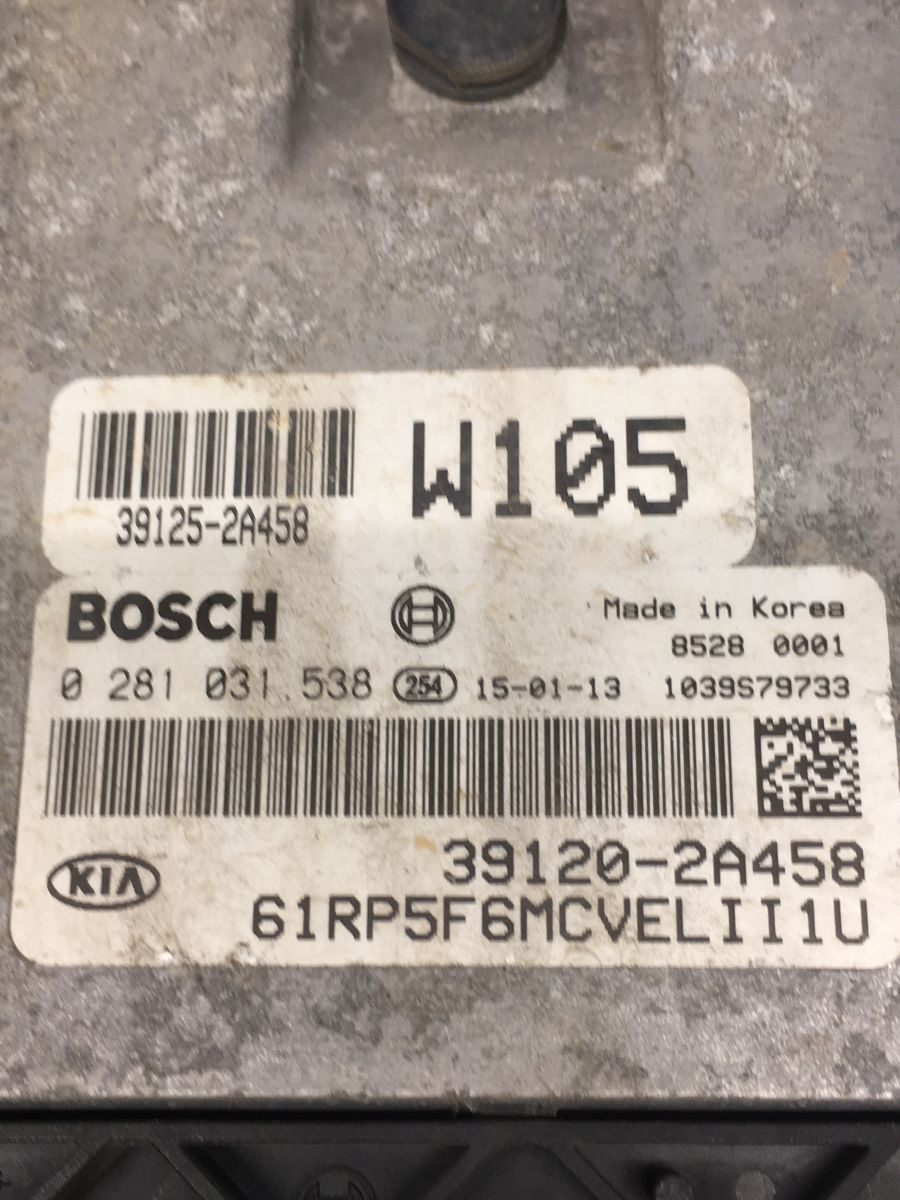 W105
39125-2A458
BOSCH
Made in Korea
8528 0001
0 281 031 538 254 15-01-13 1039S79733
KIA
39120-2A458
61RP5F6MCVELII1U